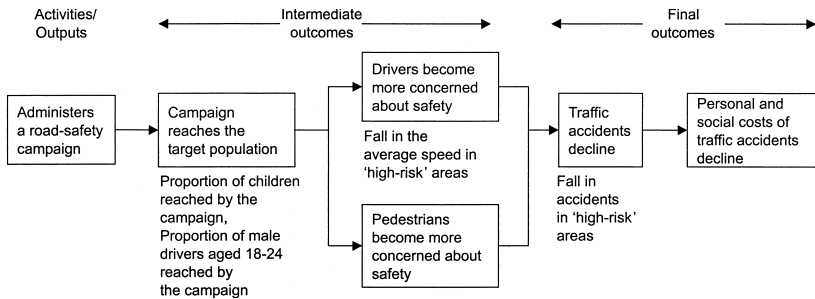 Activities/
Outputs
Intermediate
outcomes
Final
outcomes
Administers
a road-safety
campaign
Campaign
reaches the
target population
Proportion of children
reached by the
campaign,
Proportion of male
drivers aged 18-24
reached by
the campaign
Drivers become
more concerned
about safety
Fall in the
average speed in
‘high-risk’ areas
Pedestrians
become more
concerned about
safety
Traffic
accidents
decline
Fall in
accidents
in ‘high-risk’
areas
Personal and
social costs of
traffic accidents
decline